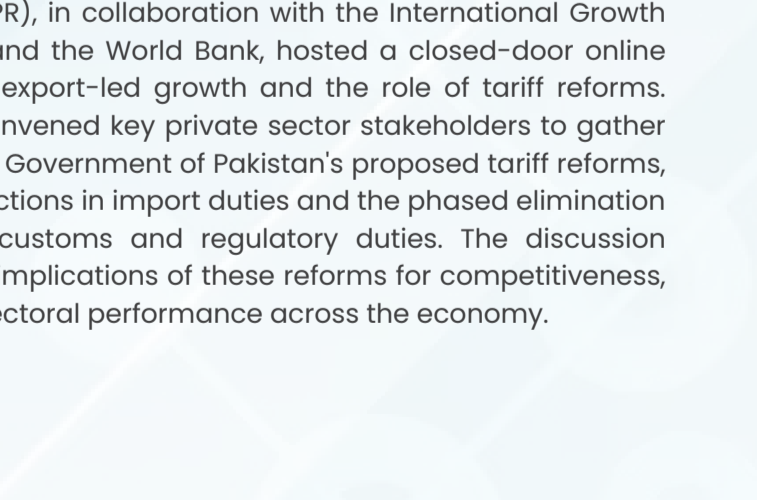 PR), in collaboration with the International Growth
and the World Bank, hosted a closed-door online
export-led growth and the role of tariff reforms.
nvened key private sector stakeholders to gather
Government of Pakistan's proposed tariff reforms,
ctions in import duties and the phased elimination
customs and regulatory duties. The discussion
implications of these reforms for competitiveness,
ectoral performance across the economy.